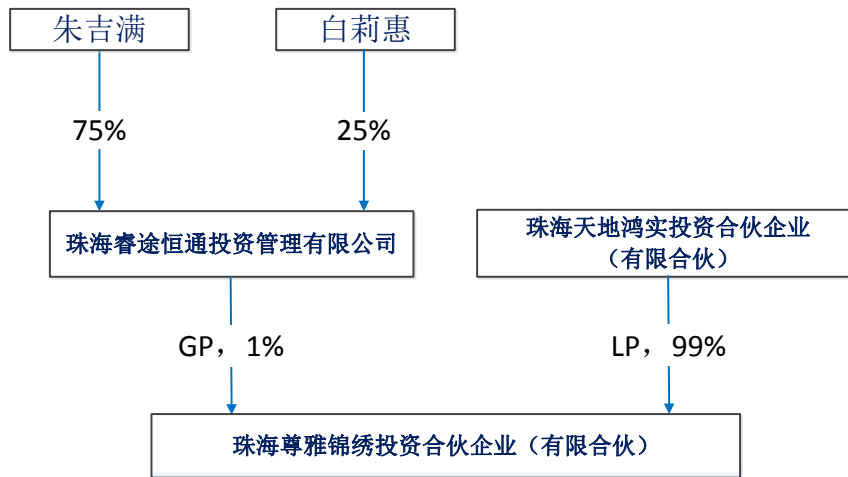 朱吉满
白莉惠
75%
25%
珠海睿途恒通投资管理有限公司
珠海天地鸿实投资合伙企业
（有限合伙）
GP，1%
LP，99%
珠海尊雅锦绣投资合伙企业（有限合伙）